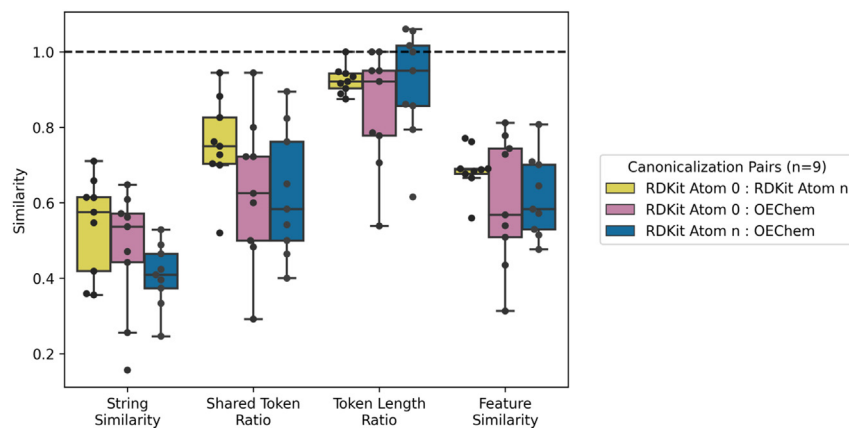 1.0
0.8
0.6
0.4
0.2
Similarity
String
Similarity
Shared Token
Ratio
Token Length
Ratio
Feature
Similarity
Canonicalization Pairs (n=9)
RDKit Atom 0 : RDKit Atom n
RDKit Atom 0 : OEChem
RDKit Atom n : OEChem